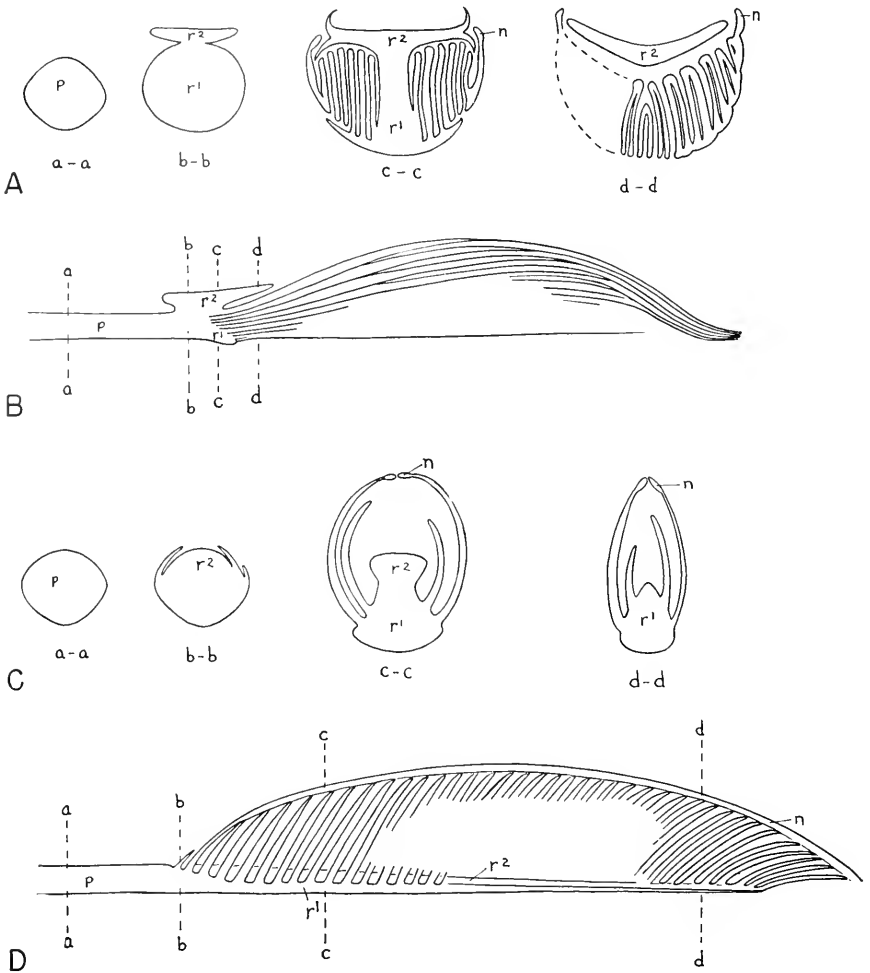 p r2 r1 r2 r1 n r2 n
a-a b-b c-c d-d
A
a b c d
r2
p r1
a b c d
B
p r2 r2 r1 n r1 n
a-a b-b c-c d-d
C
a b c d
n
p r2
r1
a b c d
D